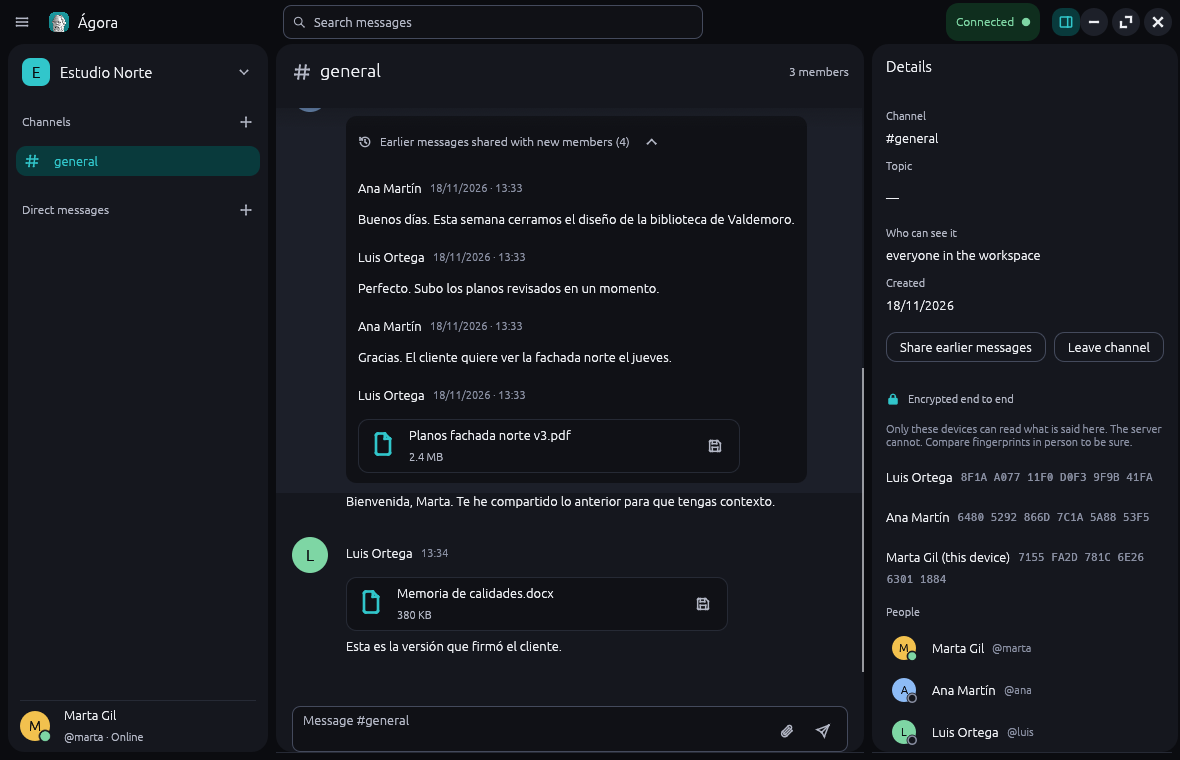 Ágora
Search messages
Connected
E
Estudio Norte
Channels
# general
Direct messages
M
Marta Gil
@marta · Online
# general
3 members
Earlier messages shared with new members (4)
Ana Martín 18/11/2026 · 13:33
Buenos días. Esta semana cerramos el diseño de la biblioteca de Valdemoro.
Luis Ortega 18/11/2026 · 13:33
Perfecto. Subo los planos revisados en un momento.
Ana Martín 18/11/2026 · 13:33
Gracias. El cliente quiere ver la fachada norte el jueves.
Luis Ortega 18/11/2026 · 13:33
Planos fachada norte v3.pdf
2.4 MB
Bienvenida, Marta. Te he compartido lo anterior para que tengas contexto.
L
Luis Ortega 13:34
Memoria de calidades.docx
380 KB
Esta es la versión que firmó el cliente.
Message #general
Details
Channel
#general
Topic
—
Who can see it
everyone in the workspace
Created
18/11/2026
Share earlier messages
Leave channel
Encrypted end to end
Only these devices can read what is said here. The server
cannot. Compare fingerprints in person to be sure.
Luis Ortega 8F1A A077 11F0 D0F3 9F9B 41FA
Ana Martín 6480 5292 866D 7C1A 5A88 53F5
Marta Gil (this device) 7155 FA2D 781C 6E26
6301 1884
People
M Marta Gil @marta
A Ana Martín @ana
L Luis Ortega @luis